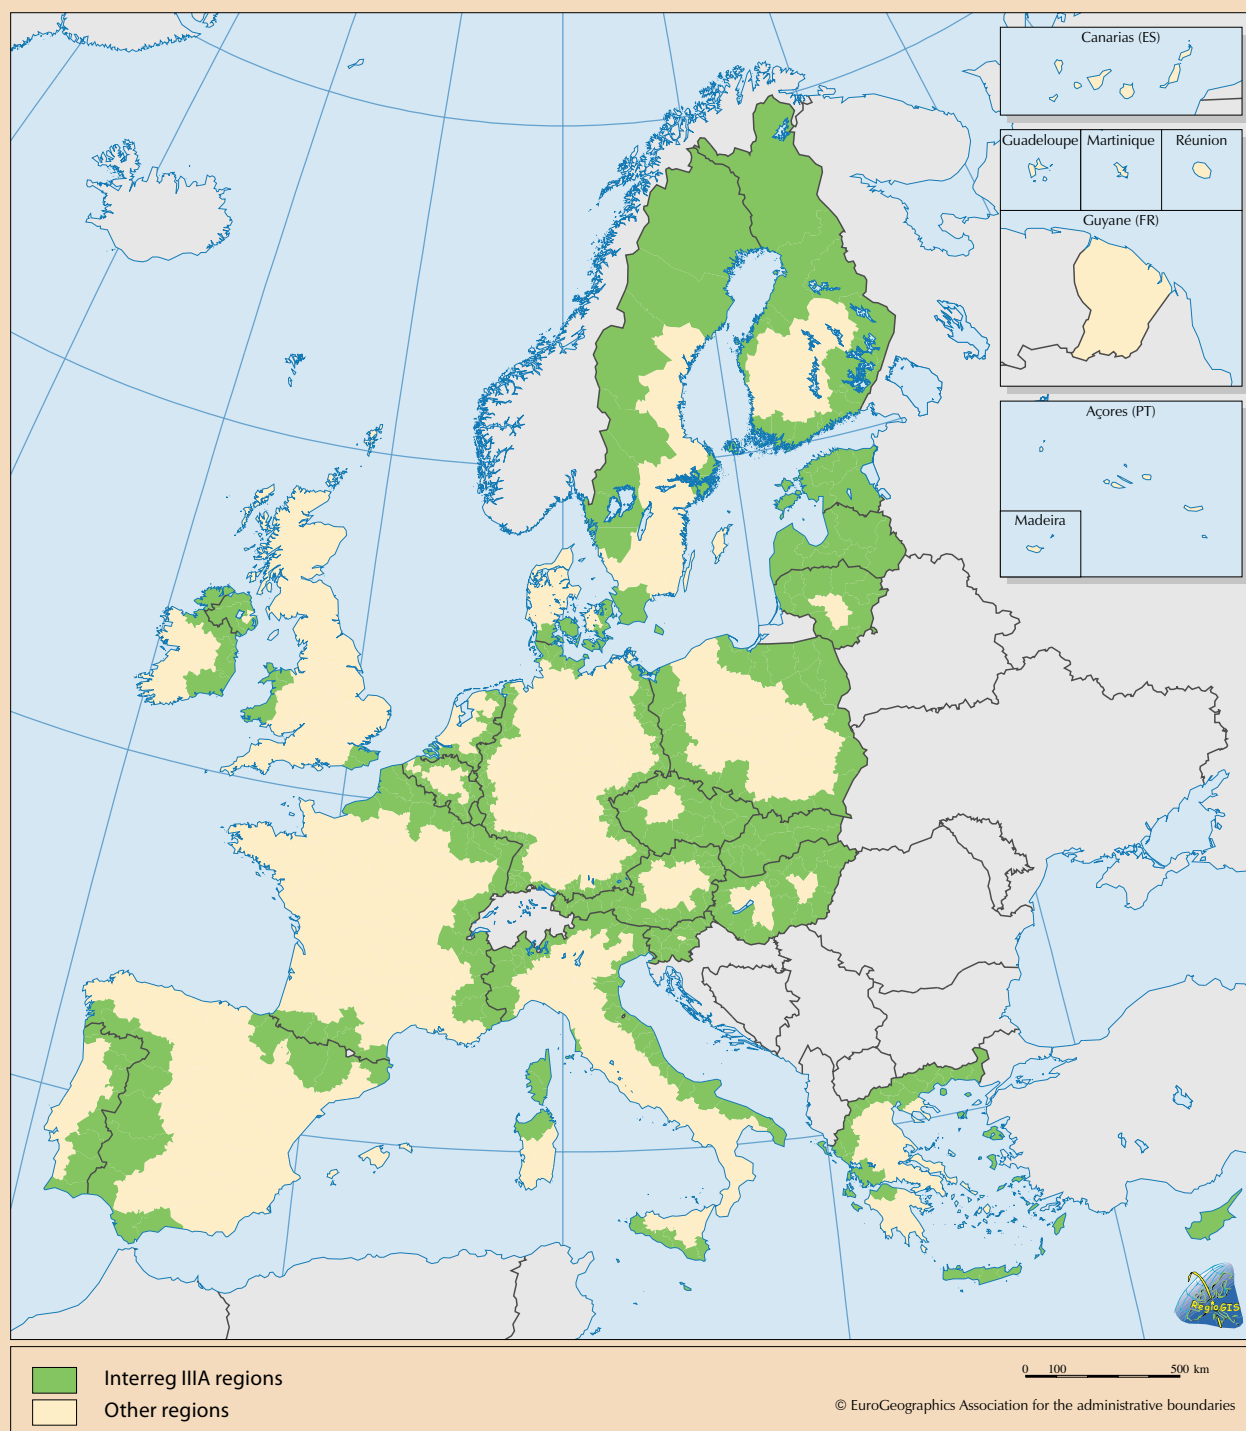 Canarias (ES)
Guadeloupe
Martinique
Réunion
Guyane (FR)
Açores (PT)
Madeira
RegioGIS
Interreg IIIA regions
Other regions
0 100 500 km
© EuroGeographics Association for the administrative boundaries